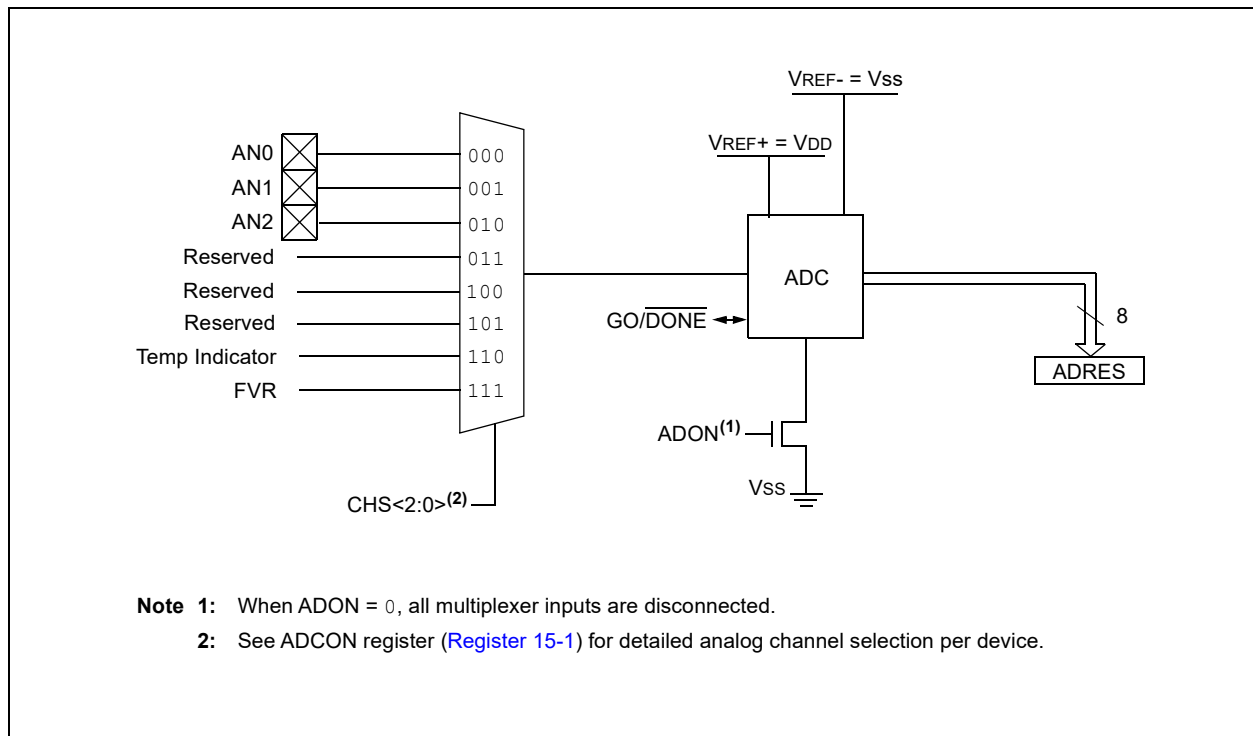 VREF- = Vss
VREF+ = VDD
AN0
000
AN1
001
AN2
010
Reserved
011
Reserved
100
Reserved
101
Temp Indicator
110
FVR
111
ADC
GO/DONE
8
ADRES
ADON(1)
VSS
CHS<2:0>(2)
Note 1: When ADON = 0, all multiplexer inputs are disconnected.
2: See ADCON register (Register 15-1) for detailed analog channel selection per device.